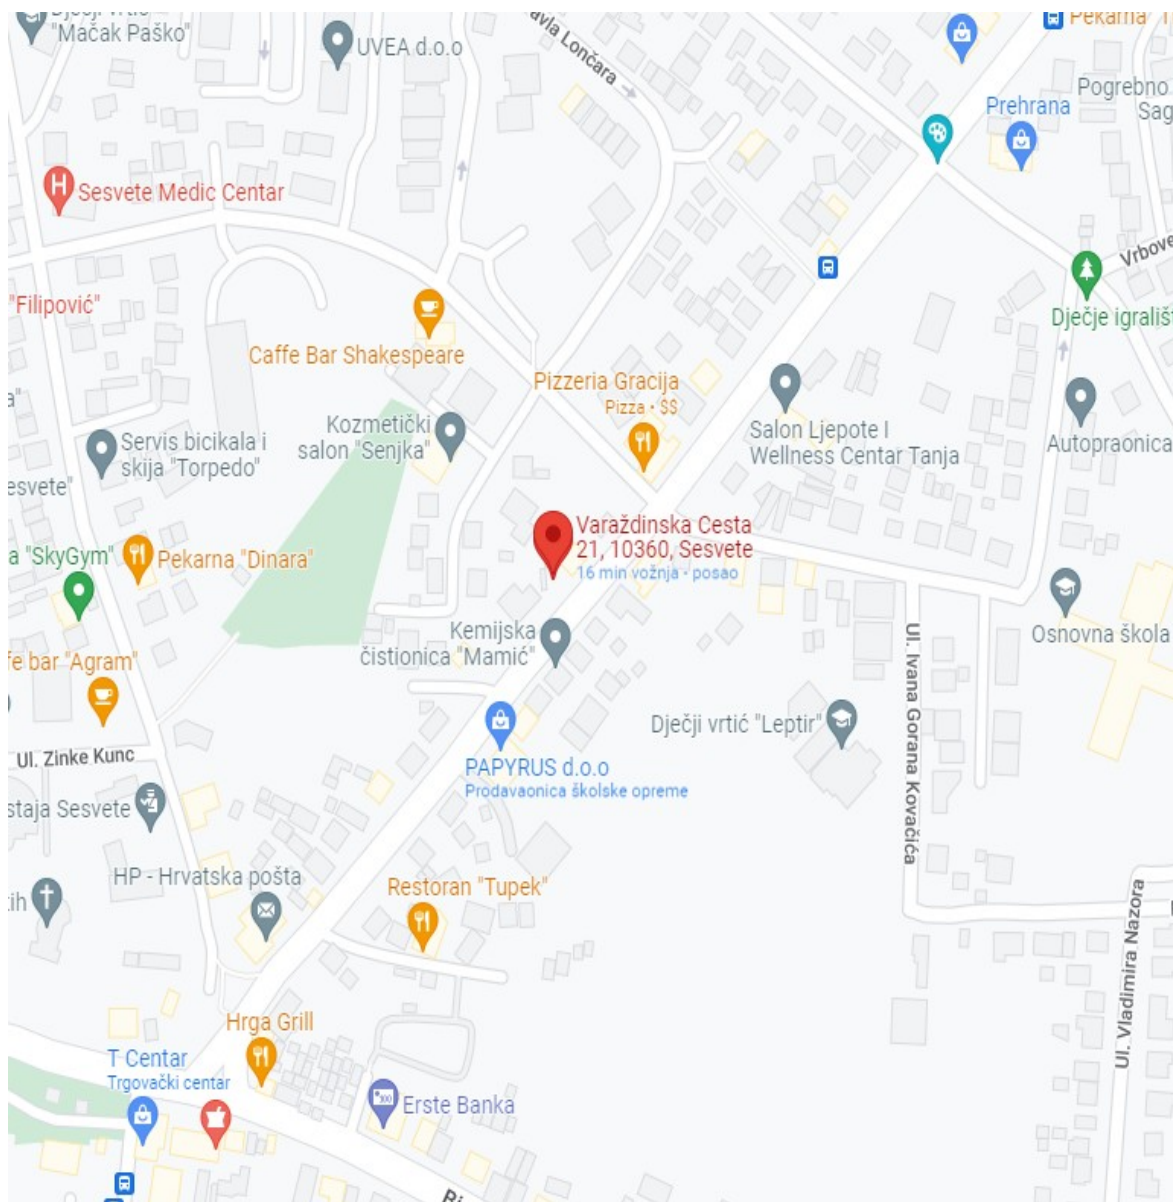 "Mačak Paško"
UVEA d.o.o
avla Lončara
Pekarna "T
Prehrana
Pogrebno
Sag
Sesvete Medic Centar
Vrbove
"Filipović"
Dječje igrališt
Caffe Bar Shakespeare
Pizzeria Gracija
Pizza · $$
Kozmetički
salon "Senjka"
Servis bicikala i
skija "Torpedo"
Salon Ljepote I
Wellness Centar Tanja
Autopraonica
esvete"
Varaždinska Cesta
21, 10360, Sesvete
16 min vožnja - posao
a "SkyGym"
Pekarna "Dinara"
Kemijska
čistionica "Mamić"
Osnovna škola
fe bar "Agram"
Ul. Ivana Gorana Kovačića
Dječji vrtić "Leptir"
Ul. Zinke Kunc
PAPYRUS d.o.o
Prodavaonica školske opreme
staja Sesvete
HP - Hrvatska pošta
Restoran "Tupek"
tih
Ul. Vladimira Nazora
Hrga Grill
T Centar
Trgovački centar
Erste Banka